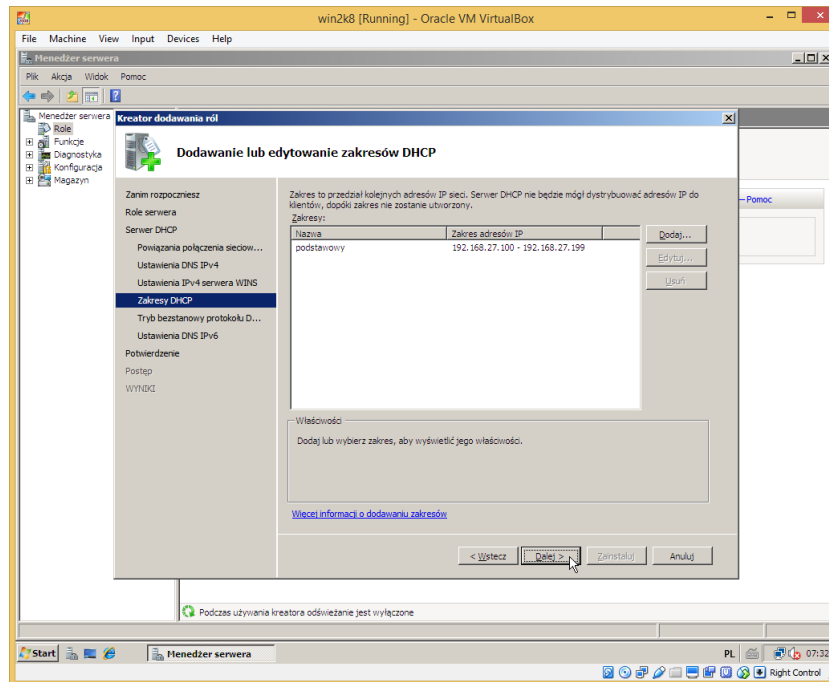 win2k8 [Running] - Oracle VM VirtualBox
File Machine View Input Devices Help
Menedżer serwera
Plik Akcja Widok Pomoc
Menedżer serwera
Role
Funkcje
Diagnostyka
Konfiguracja
Magazyn
Kreator dodawania ról
Dodawanie lub edytowanie zakresów DHCP
Zanim rozpoczniesz
Role serwera
Serwer DHCP
Powiązania połączenia sieciow...
Ustawienia DNS IPv4
Ustawienia IPv4 serwera WINS
Zakresy DHCP
Tryb bezstanowy protokołu D...
Ustawienia DNS IPv6
Potwierdzenie
Postęp
WYNIKI
Zakres to przedział kolejnych adresów IP sieci. Serwer DHCP nie będzie mógł dystrybuować adresów IP do
klientów, dopóki zakres nie zostanie utworzony.
Zakresy:
Nazwa Zakres adresów IP
podstawowy 192.168.27.100 - 192.168.27.199
Dodaj...
Edytuj...
Usuń
Właściwości
Dodaj lub wybierz zakres, aby wyświetlić jego właściwości.
Więcej informacji o dodawaniu zakresów
< Wstecz Dalej > Zainstaluj Anuluj
Pomoc
Podczas używania kreatora odświeżanie jest wyłączone
Start Menedżer serwera PL 07:32
Right Control